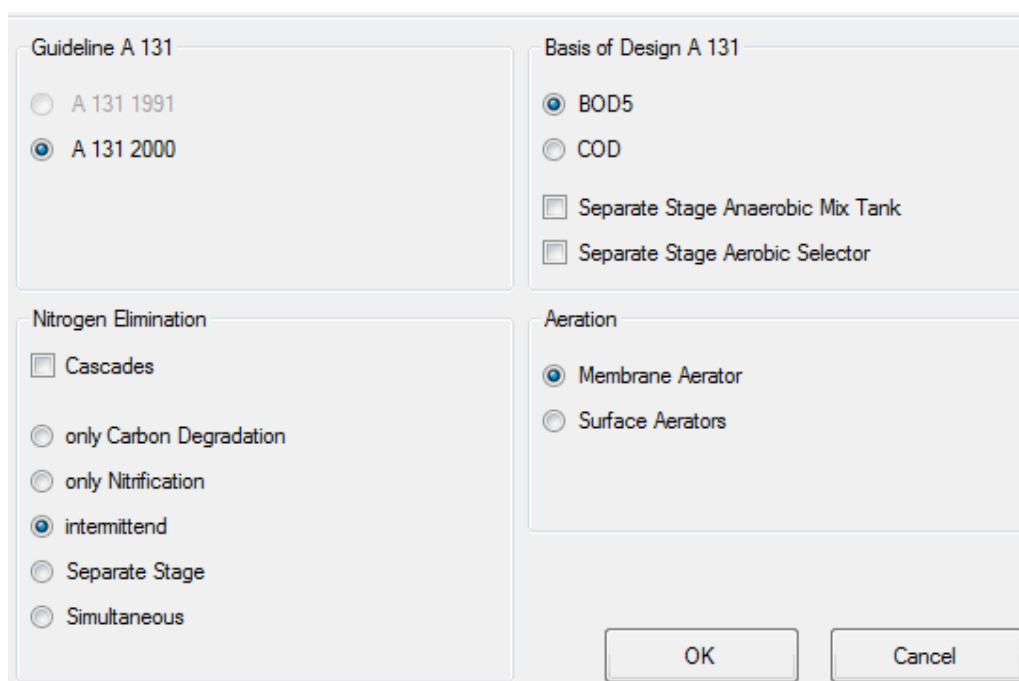 Guideline A 131
A 131 1991
A 131 2000
Basis of Design A 131
BOD5
COD
Separate Stage Anaerobic Mix Tank
Separate Stage Aerobic Selector
Nitrogen Elimination
Cascades
only Carbon Degradation
only Nitrification
intermittend
Separate Stage
Simultaneous
Aeration
Membrane Aerator
Surface Aerators
OK
Cancel